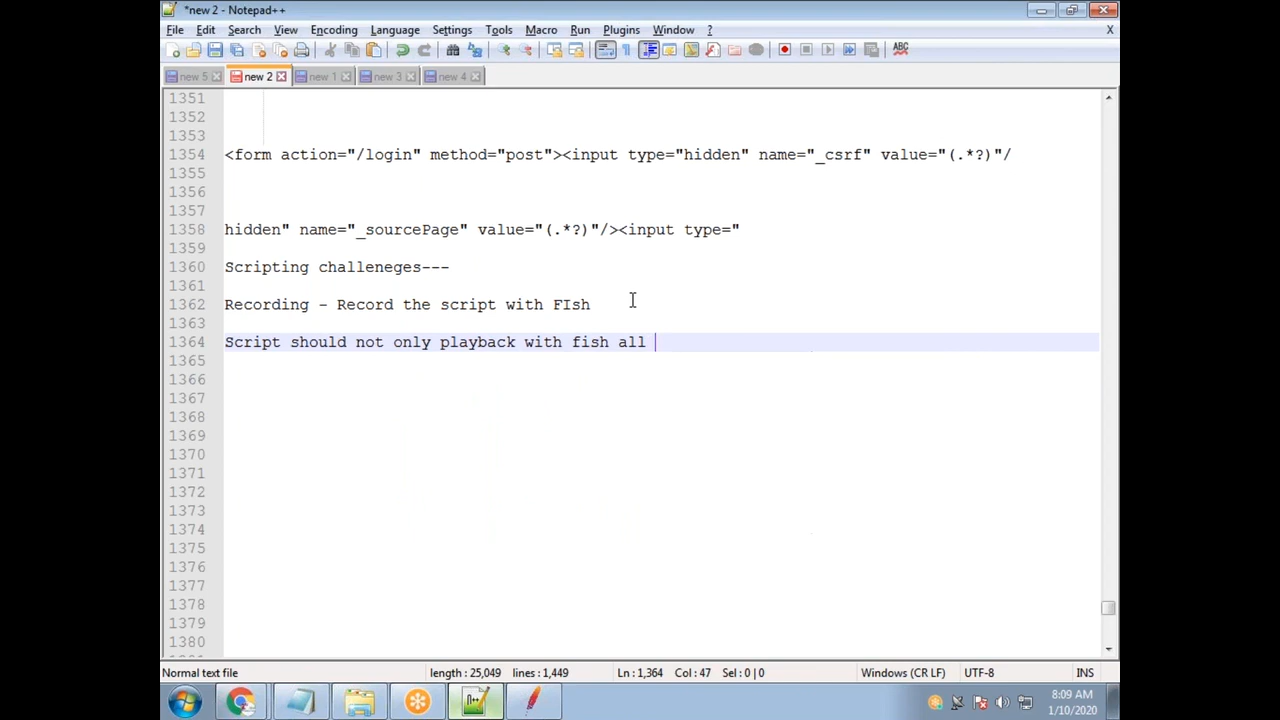 *new 2 - Notepad++
File Edit Search View Encoding Language Settings Tools Macro Run Plugins Window ? X
new 5 new 2 new 1 new 3 new 4
1351
1352
1353
1354 <form action="/login" method="post"><input type="hidden" name="_csrf" value="(.*?)"/
1355
1356
1357
1358 hidden" name="_sourcePage" value="(.*?)"/><input type="
1359
1360 Scripting challeneges---
1361
1362 Recording - Record the script with FIsh
1363
1364 Script should not only playback with fish all
1365
1366
1367
1368
1369
1370
1371
1372
1373
1374
1375
1376
1377
1378
1379
1380
Normal text file length : 25,049 lines : 1,449 Ln : 1,364 Col : 47 Sel : 0 | 0 Windows (CR LF) UTF-8 INS
8:09 AM
1/10/2020